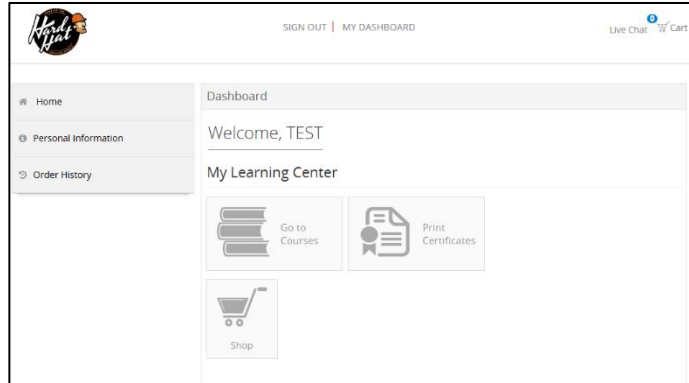 Hard Hat
SIGN OUT | MY DASHBOARD
Live Chat 0 Cart
Home
Personal Information
Order History
Dashboard
Welcome, TEST
My Learning Center
Go to
Courses
Print
Certificates
Shop